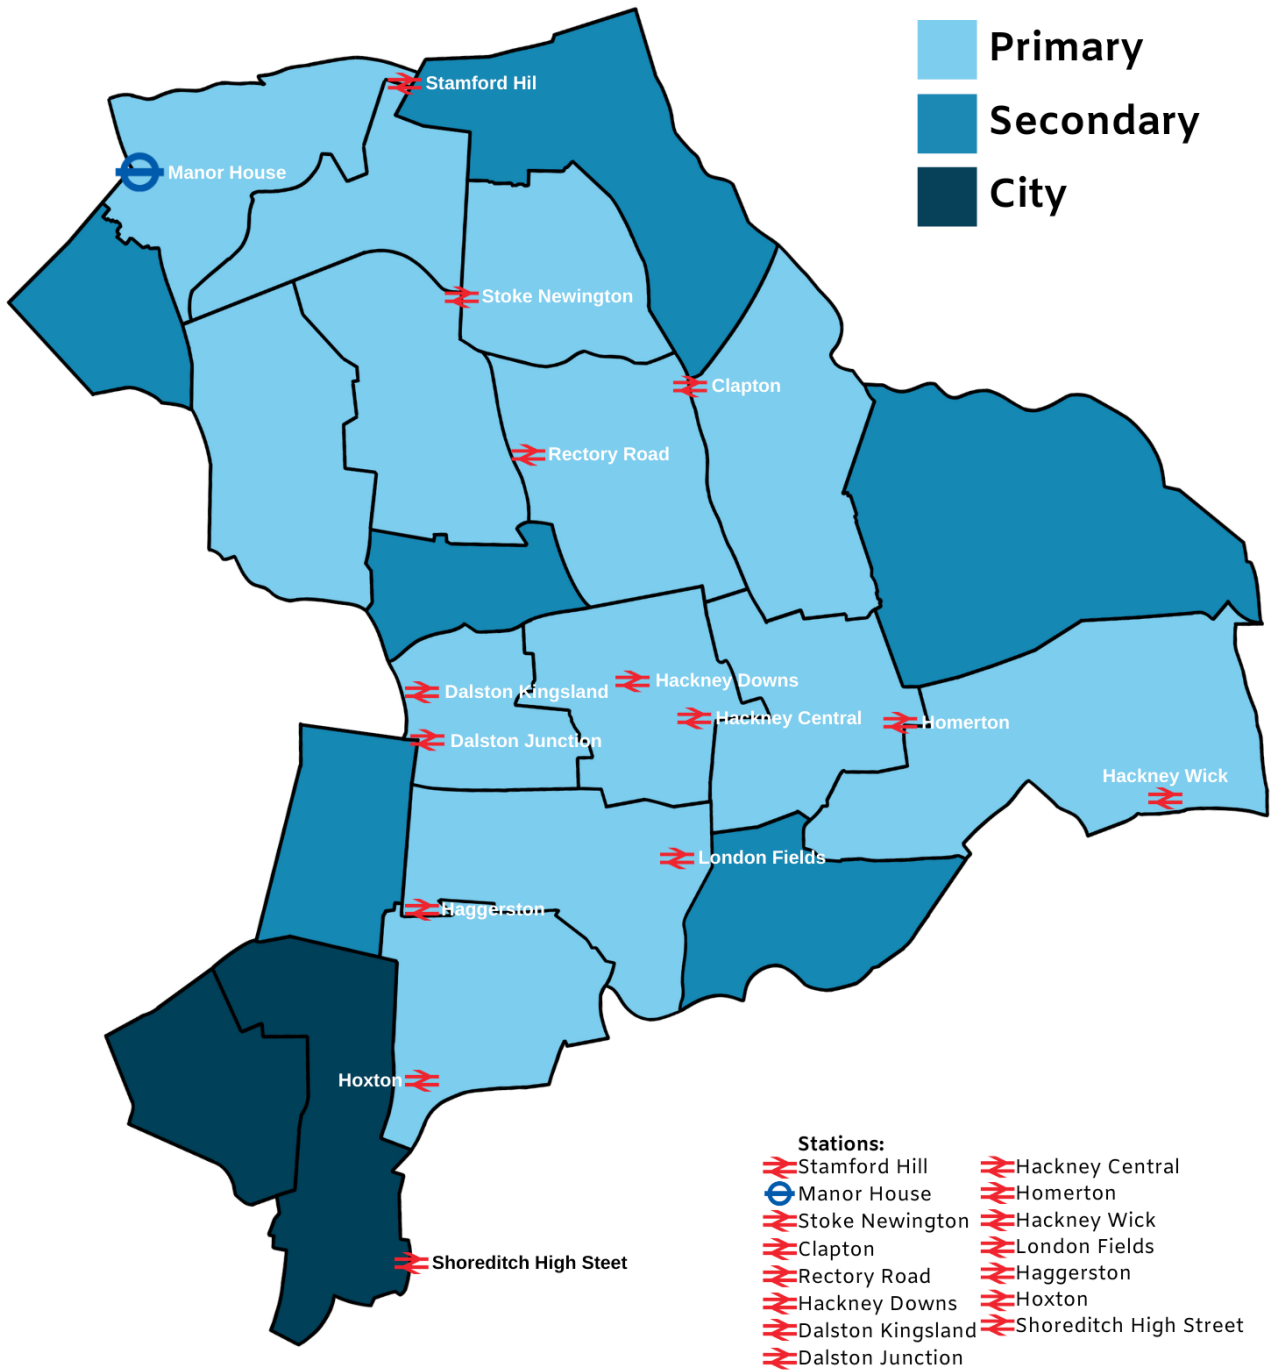 Primary
Secondary
City
Stamford Hil
Manor House
Stoke Newington
Clapton
Rectory Road
Hackney Downs
Dalston Kingsland
Hackney Central
Homerton
Dalston Junction
Hackney Wick
London Fields
Haggerston
Hoxton
Shoreditch High Steet
Stations:
Stamford Hill
Manor House
Stoke Newington
Clapton
Rectory Road
Hackney Downs
Dalston Kingsland
Dalston Junction
Hackney Central
Homerton
Hackney Wick
London Fields
Haggerston
Hoxton
Shoreditch High Street